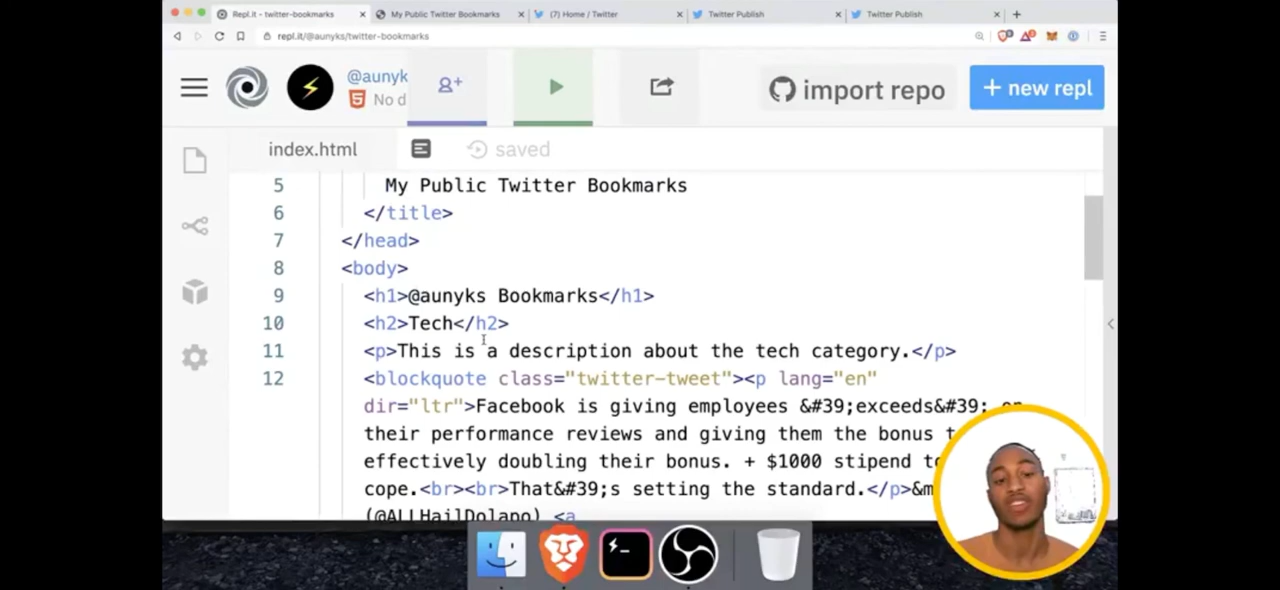 Repl.it - twitter-bookmarks
My Public Twitter Bookmarks
(7) Home / Twitter
Twitter Publish
Twitter Publish
repl.it/@aunyks/twitter-bookmarks
@aunyk
No d
import repo
+ new repl
index.html
saved
5 My Public Twitter Bookmarks
6 </title>
7 </head>
8 <body>
9 <h1>@aunyks Bookmarks</h1>
10 <h2>Tech</h2>
11 <p>This is a description about the tech category.</p>
12 <blockquote class="twitter-tweet"><p lang="en"
dir="ltr">Facebook is giving employees &#39;exceeds&#39; on
their performance reviews and giving them the bonus t
effectively doubling their bonus. + $1000 stipend to
cope.<br><br>That&#39;s setting the standard.</p>&m
(@ALLHailDolapo) <a